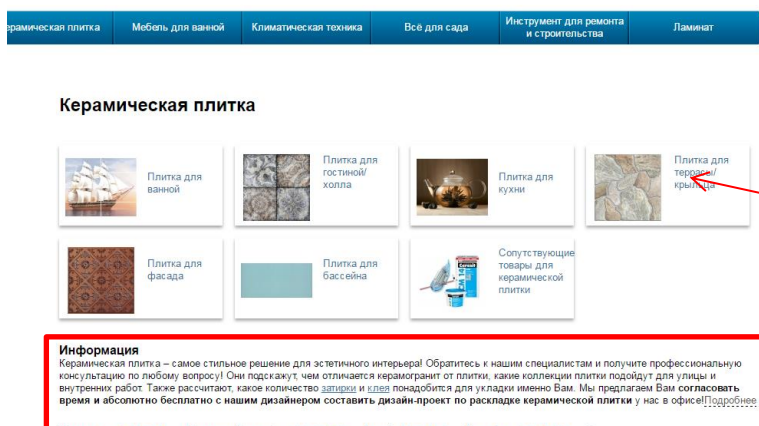 ерамическая плитка Мебель для ванной Климатическая техника Всё для сада Инструмент для ремонта и строительства Ламинат
Керамическая плитка
Плитка для
ванной
Плитка для
гостиной/
холла
Плитка для
кухни
Плитка для
террасы/
крыльца
Плитка для
фасада
Плитка для
бассейна
Сопутствующие
товары для
керамической
плитки
Информация
Керамическая плитка – самое стильное решение для эстетичного интерьера! Обратитесь к нашим специалистам и получите профессиональную
консультацию по любому вопросу! Они подскажут, чем отличается керамогранит от плитки, какие коллекции плитки подойдут для улицы и
внутренних работ. Также рассчитают, какое количество затирки и клея понадобится для укладки именно Вам. Мы предлагаем Вам согласовать
время и абсолютно бесплатно с нашим дизайнером составить дизайн-проект по раскладке керамической плитки у нас в офисе!Подробнее